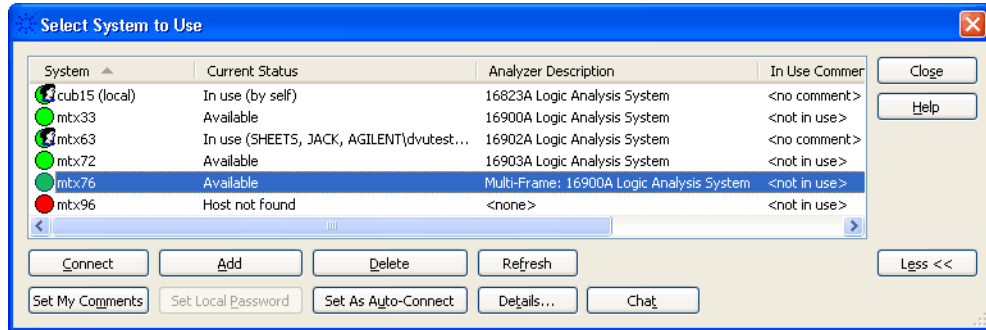 Select System to Use
System Current Status Analyzer Description In Use Commer
cub15 (local) In use (by self) 16823A Logic Analysis System <no comment>
mtx33 Available 16900A Logic Analysis System <not in use>
mtx63 In use (SHEETS, JACK, AGILENT\dvutest... 16902A Logic Analysis System <no comment>
mtx72 Available 16903A Logic Analysis System <not in use>
mtx76 Available Multi-Frame: 16900A Logic Analysis System <not in use>
mtx96 Host not found <none> <not in use>
Close
Help
Connect Add Delete Refresh Less <<
Set My Comments Set Local Password Set As Auto-Connect Details... Chat